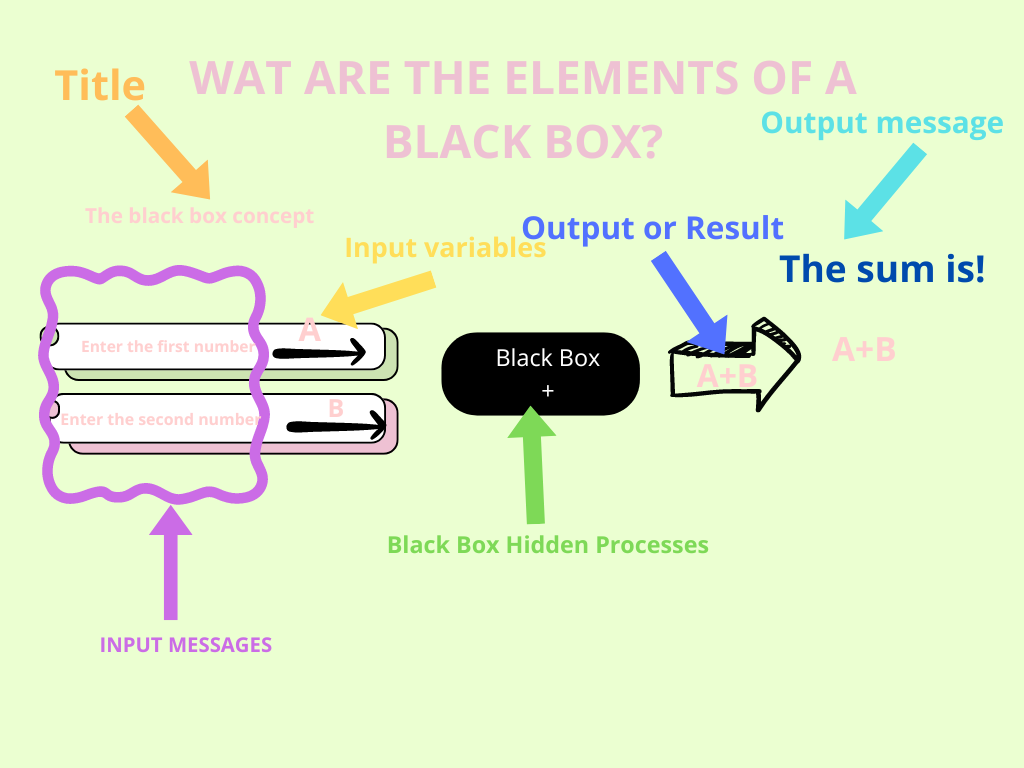 Title
WAT ARE THE ELEMENTS OF A
BLACK BOX?
Output message
The black box concept
Input variables
Output or Result
The sum is!
Enter the first number
A
Black Box
+
A+B
A+B
Enter the second number
B
Black Box Hidden Processes
INPUT MESSAGES